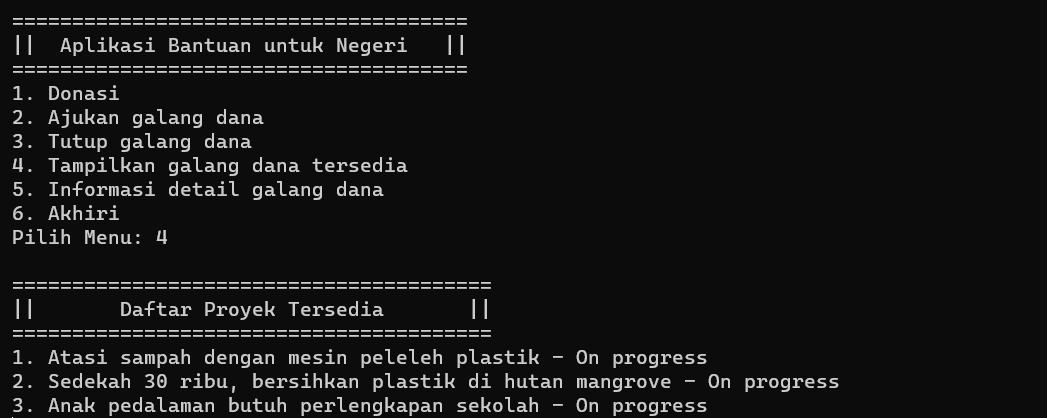 ======================================
||  Aplikasi Bantuan untuk Negeri   ||
======================================
1. Donasi
2. Ajukan galang dana
3. Tutup galang dana
4. Tampilkan galang dana tersedia
5. Informasi detail galang dana
6. Akhiri
Pilih Menu: 4

========================================
||       Daftar Proyek Tersedia       ||
========================================
1. Atasi sampah dengan mesin peleleh plastik - On progress
2. Sedekah 30 ribu, bersihkan plastik di hutan mangrove - On progress
3. Anak pedalaman butuh perlengkapan sekolah - On progress